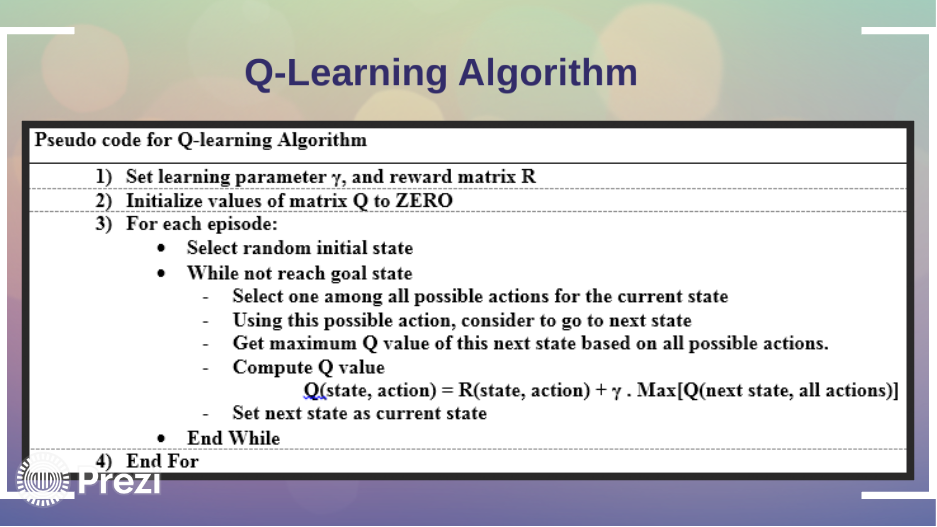 Q-Learning Algorithm
Pseudo code for Q-learning Algorithm
1) Set learning parameter γ, and reward matrix R
2) Initialize values of matrix Q to ZERO
3) For each episode:
• Select random initial state
• While not reach goal state
- Select one among all possible actions for the current state
- Using this possible action, consider to go to next state
- Get maximum Q value of this next state based on all possible actions.
- Compute Q value
Q(state, action) = R(state, action) + γ . Max[Q(next state, all actions)]
- Set next state as current state
• End While
4) End For
Prezi